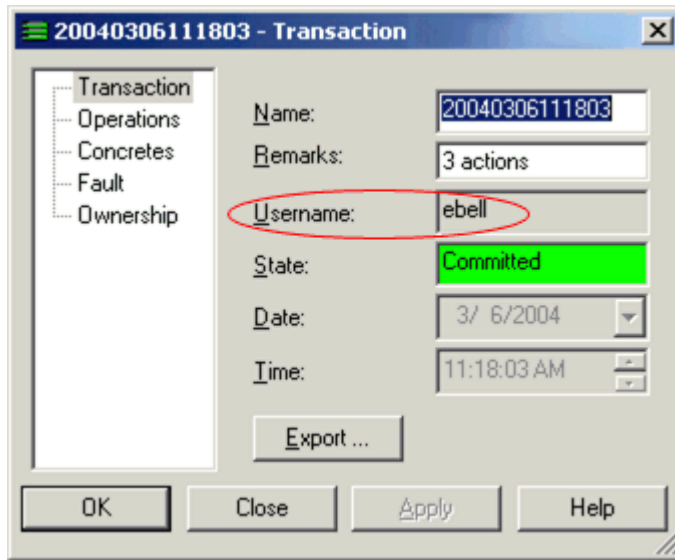 20040306111803 - Transaction
Transaction
Operations
Concretes
Fault
Ownership
Name: 20040306111803
Remarks: 3 actions
Username: ebell
State: Committed
Date: 3/ 6/2004
Time: 11:18:03 AM
Export ...
OK Close Apply Help